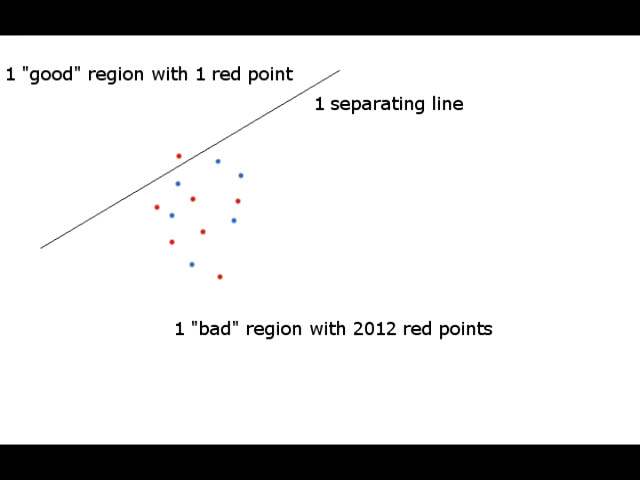 1 "good" region with 1 red point
1 separating line
1 "bad" region with 2012 red points